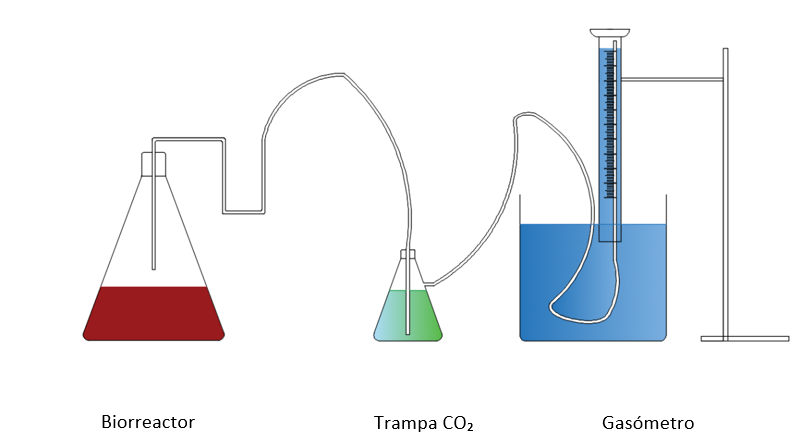 Biorreactor
Trampa CO₂
Gasómetro